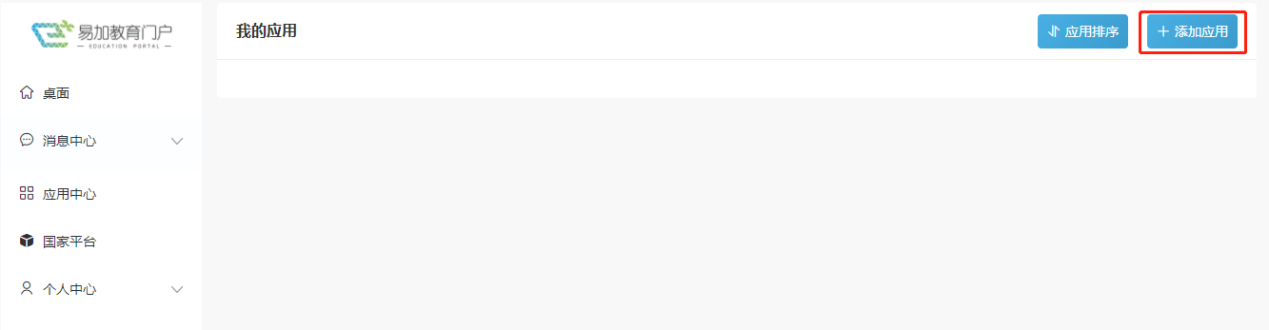 易加教育门户
— EDUCATION PORTAL —
桌面
消息中心
应用中心
国家平台
个人中心
我的应用
应用排序
+ 添加应用